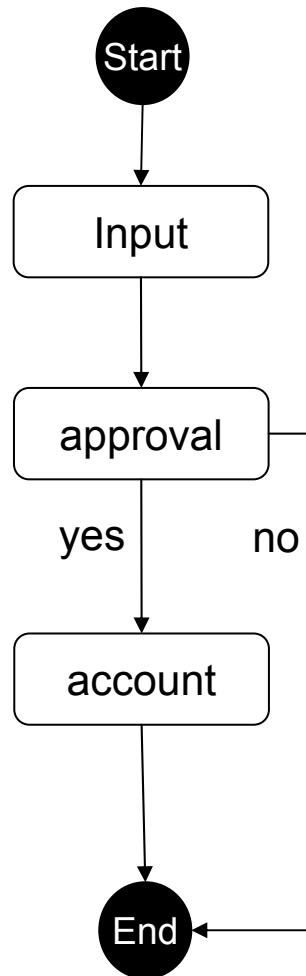 Start
Input
approval
yes
no
account
End